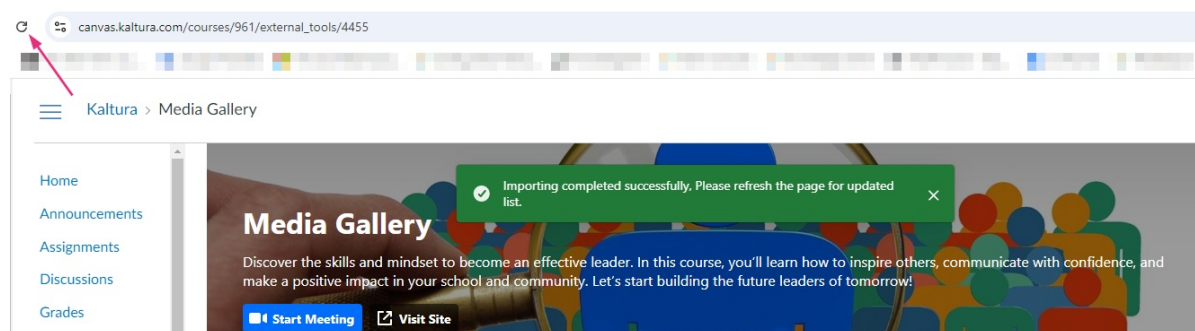 canvas.kaltura.com/courses/961/external_tools/4455
Kaltura > Media Gallery
Importing completed successfully, Please refresh the page for updated
list.
Home
Announcements
Assignments
Discussions
Grades
Media Gallery
Discover the skills and mindset to become an effective leader. In this course, you'll learn how to inspire others, communicate with confidence, and
make a positive impact in your school and community. Let's start building the future leaders of tomorrow!
Start Meeting
Visit Site